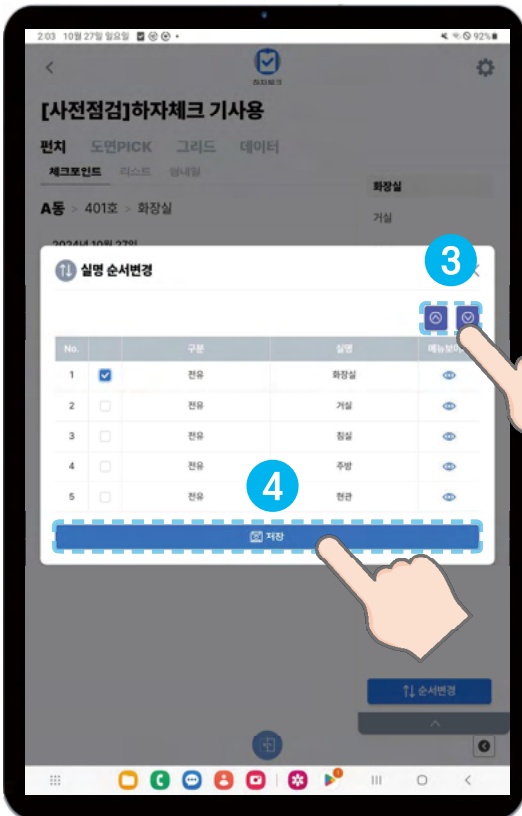 2:03 10월 27일 일요일
92%
점검체크
[사전점검]하자체크 기사용
펀치 도면PICK 그리드 데이터
체크포인트 리스트 썸네일
화장실
A동 > 401호 > 화장실
거실
2024년 10월 27일
실명 순서변경
3
No. 구분 실명 메뉴보이
1 전유 화장실
2 전유 거실
3 전유 침실
4 전유 주방
5 전유 현관
4
저장
순서변경